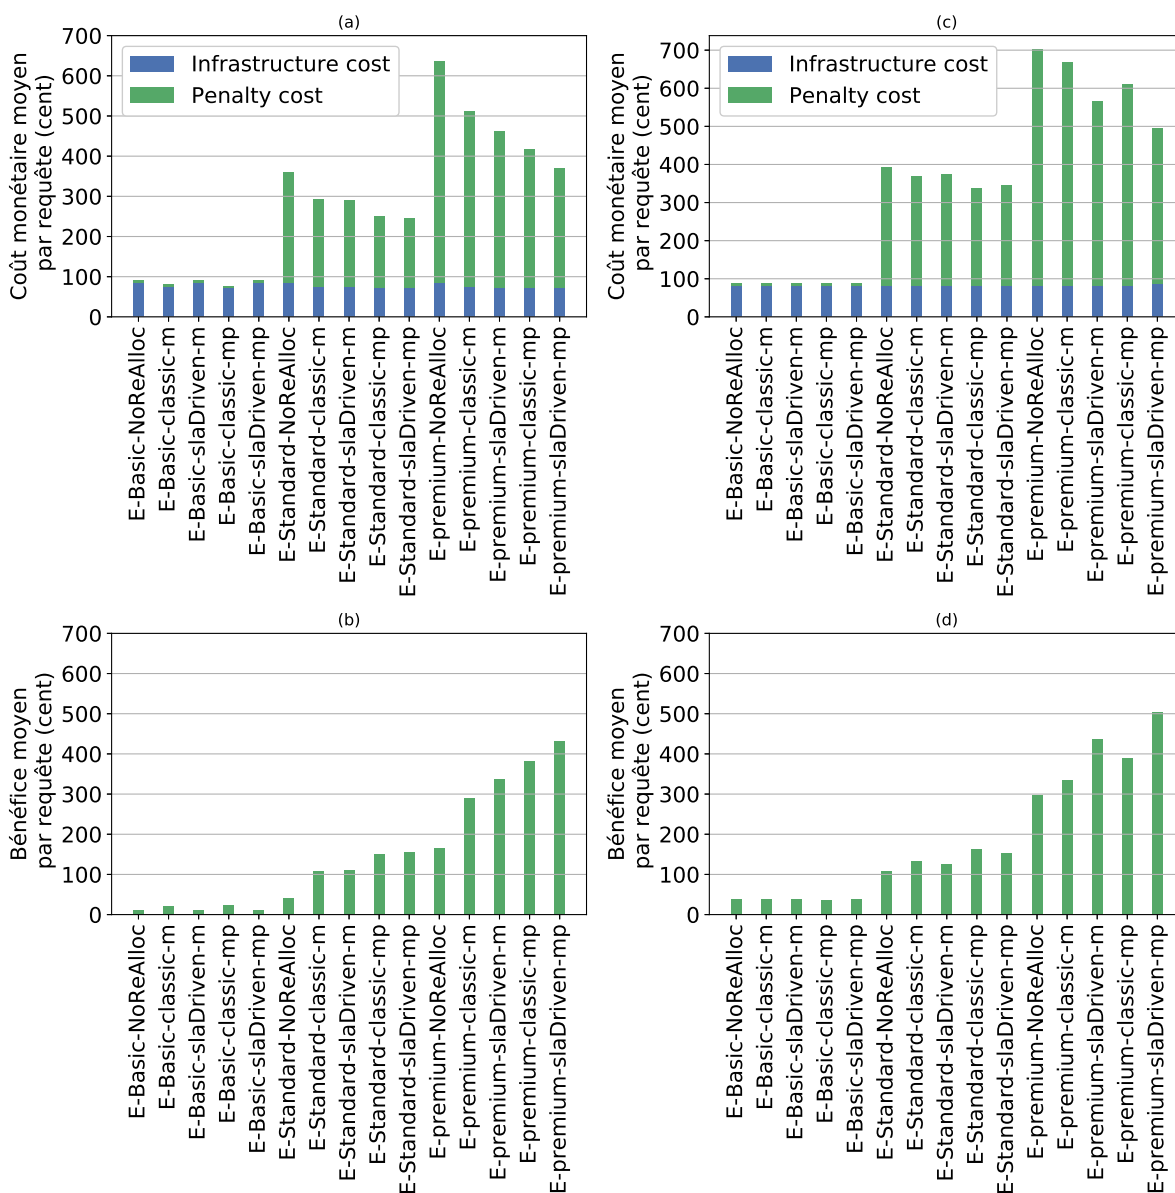 (a)
Coût monétaire moyen
par requête (cent)
700
600
500
400
300
200
100
0
Infrastructure cost
Penalty cost
E-Basic-NoReAlloc
E-Basic-classic-m
E-Basic-slaDriven-m
E-Basic-classic-mp
E-Basic-slaDriven-mp
E-Standard-NoReAlloc
E-Standard-classic-m
E-Standard-slaDriven-m
E-Standard-classic-mp
E-Standard-slaDriven-mp
E-premium-NoReAlloc
E-premium-classic-m
E-premium-slaDriven-m
E-premium-classic-mp
E-premium-slaDriven-mp
(c)
Coût monétaire moyen
par requête (cent)
700
600
500
400
300
200
100
0
Infrastructure cost
Penalty cost
E-Basic-NoReAlloc
E-Basic-classic-m
E-Basic-slaDriven-m
E-Basic-classic-mp
E-Basic-slaDriven-mp
E-Standard-NoReAlloc
E-Standard-classic-m
E-Standard-slaDriven-m
E-Standard-classic-mp
E-Standard-slaDriven-mp
E-premium-NoReAlloc
E-premium-classic-m
E-premium-slaDriven-m
E-premium-classic-mp
E-premium-slaDriven-mp
(b)
Bénéfice moyen
par requête (cent)
700
600
500
400
300
200
100
0
E-Basic-NoReAlloc
E-Basic-classic-m
E-Basic-slaDriven-m
E-Basic-classic-mp
E-Basic-slaDriven-mp
E-Standard-NoReAlloc
E-Standard-classic-m
E-Standard-slaDriven-m
E-Standard-classic-mp
E-Standard-slaDriven-mp
E-premium-NoReAlloc
E-premium-classic-m
E-premium-slaDriven-m
E-premium-classic-mp
E-premium-slaDriven-mp
(d)
Bénéfice moyen
par requête (cent)
700
600
500
400
300
200
100
0
E-Basic-NoReAlloc
E-Basic-classic-m
E-Basic-slaDriven-m
E-Basic-classic-mp
E-Basic-slaDriven-mp
E-Standard-NoReAlloc
E-Standard-classic-m
E-Standard-slaDriven-m
E-Standard-classic-mp
E-Standard-slaDriven-mp
E-premium-NoReAlloc
E-premium-classic-m
E-premium-slaDriven-m
E-premium-classic-mp
E-premium-slaDriven-mp